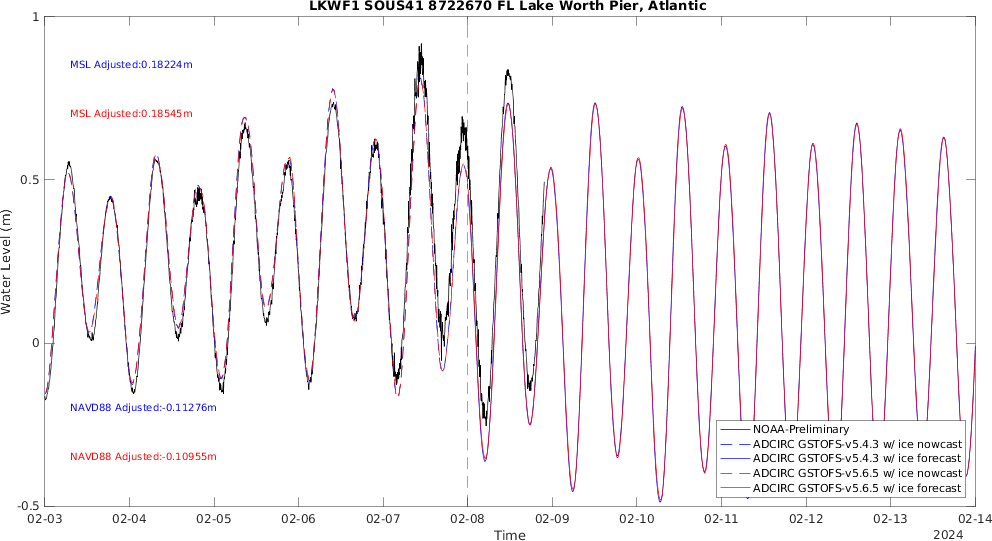 LKWF1 SOUS41 8722670 FL Lake Worth Pier, Atlantic
1
MSL Adjusted:0.18224m
MSL Adjusted:0.18545m
0.5
Water Level (m)
0
NAVD88 Adjusted:-0.11276m
NAVD88 Adjusted:-0.10955m
NOAA-Preliminary
ADCIRC GSTOFS-v5.4.3 w/ ice nowcast
ADCIRC GSTOFS-v5.4.3 w/ ice forecast
ADCIRC GSTOFS-v5.6.5 w/ ice nowcast
ADCIRC GSTOFS-v5.6.5 w/ ice forecast
-0.5
02-03 02-04 02-05 02-06 02-07 02-08 02-09 02-10 02-11 02-12 02-13 02-14
Time
2024